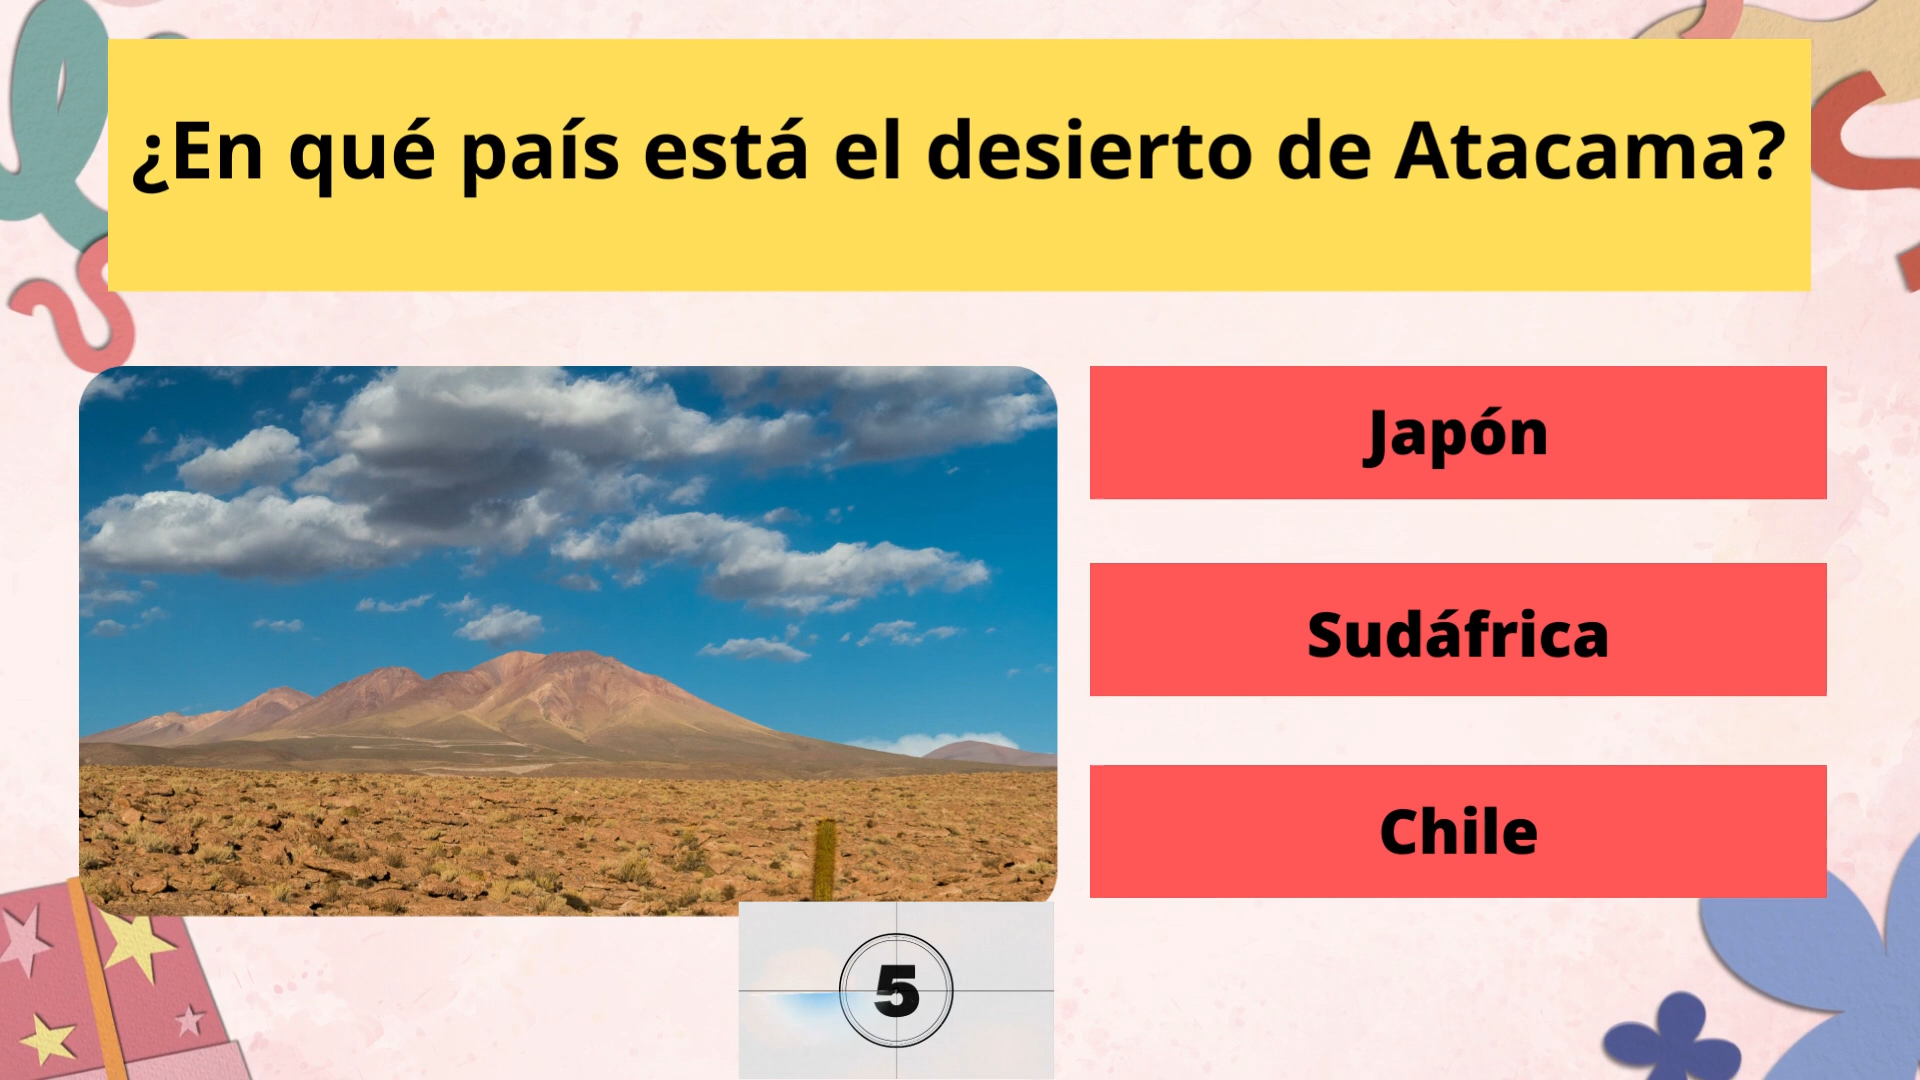 ¿En qué país está el desierto de Atacama?
Japón
Sudáfrica
Chile
5